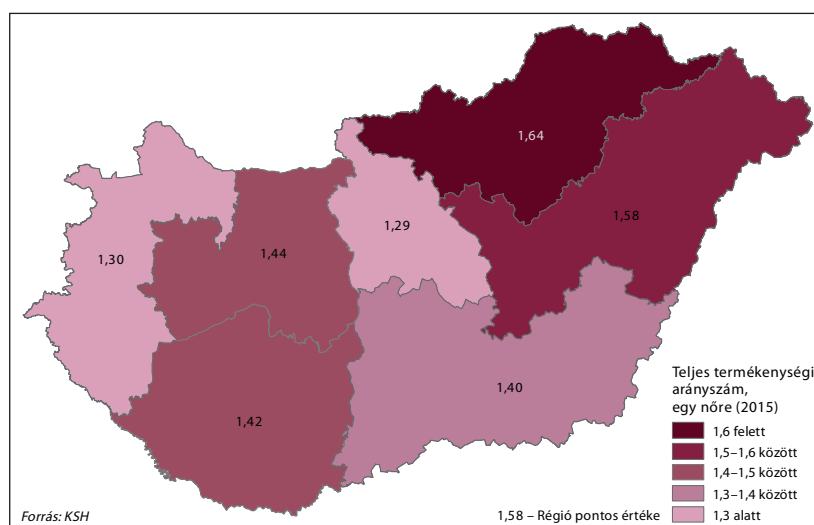 1,64
1,58
1,29
1,44
1,30
1,40
1,42
Teljes termékenységi
arányszám,
egy nőre (2015)
1,6 felett
1,5–1,6 között
1,4–1,5 között
1,3–1,4 között
1,3 alatt
1,58 – Régió pontos értéke
Forrás: KSH